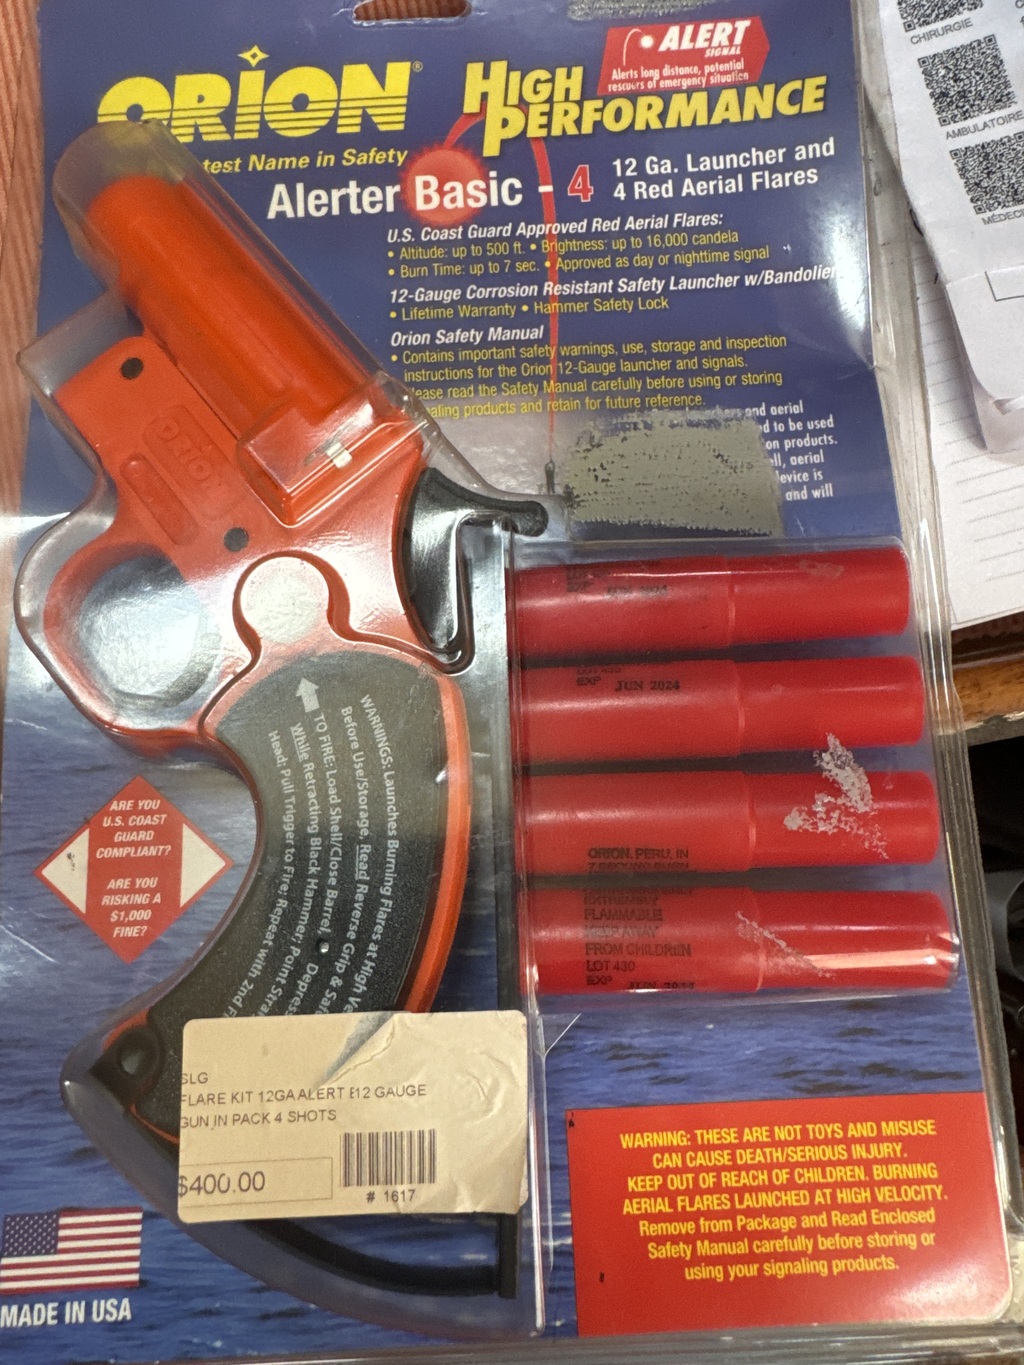 ORION®
test Name in Safety
HIGH
PERFORMANCE
ALERT
SIGNAL
Alerts long distance, potential
rescuers of emergency situation
Alerter Basic - 4
12 Ga. Launcher and
4 Red Aerial Flares
U.S. Coast Guard Approved Red Aerial Flares:
• Altitude: up to 500 ft. • Brightness: up to 16,000 candela
• Burn Time: up to 7 sec. • Approved as day or nighttime signal
12-Gauge Corrosion Resistant Safety Launcher w/Bandolier
• Lifetime Warranty • Hammer Safety Lock
Orion Safety Manual
• Contains important safety warnings, use, storage and inspection
instructions for the Orion 12-Gauge launcher and signals.
ease read the Safety Manual carefully before using or storing
gnaling products and retain for future reference.
and aerial
d to be used
on products.
ll, aerial
device is
and will
ORION
EXP JUN 2024
ORION, PERU, IN
EXTREMELY
FLAMMABLE
KEEP AWAY
FROM CHILDREN
LOT 430
EXP JUN
WARNINGS: Launches Burning Flares at High Ve
Before Use/Storage, Read Reverse Grip & Saf
TO FIRE: Load Shell/Close Barrel, Depres
While Retracting Black Hammer; Point Stra
Head: Pull Trigger to Fire; Repeat with 2nd F
ARE YOU
U.S. COAST
GUARD
COMPLIANT?
ARE YOU
RISKING A
$1,000
FINE?
SLG
FLARE KIT 12GA ALERT E12 GAUGE
GUN IN PACK 4 SHOTS
$400.00
# 1617
MADE IN USA
WARNING: THESE ARE NOT TOYS AND MISUSE
CAN CAUSE DEATH/SERIOUS INJURY.
KEEP OUT OF REACH OF CHILDREN. BURNING
AERIAL FLARES LAUNCHED AT HIGH VELOCITY.
Remove from Package and Read Enclosed
Safety Manual carefully before storing or
using your signaling products.
CHIRURGIE
AMBULATOIRE
MÉDECI